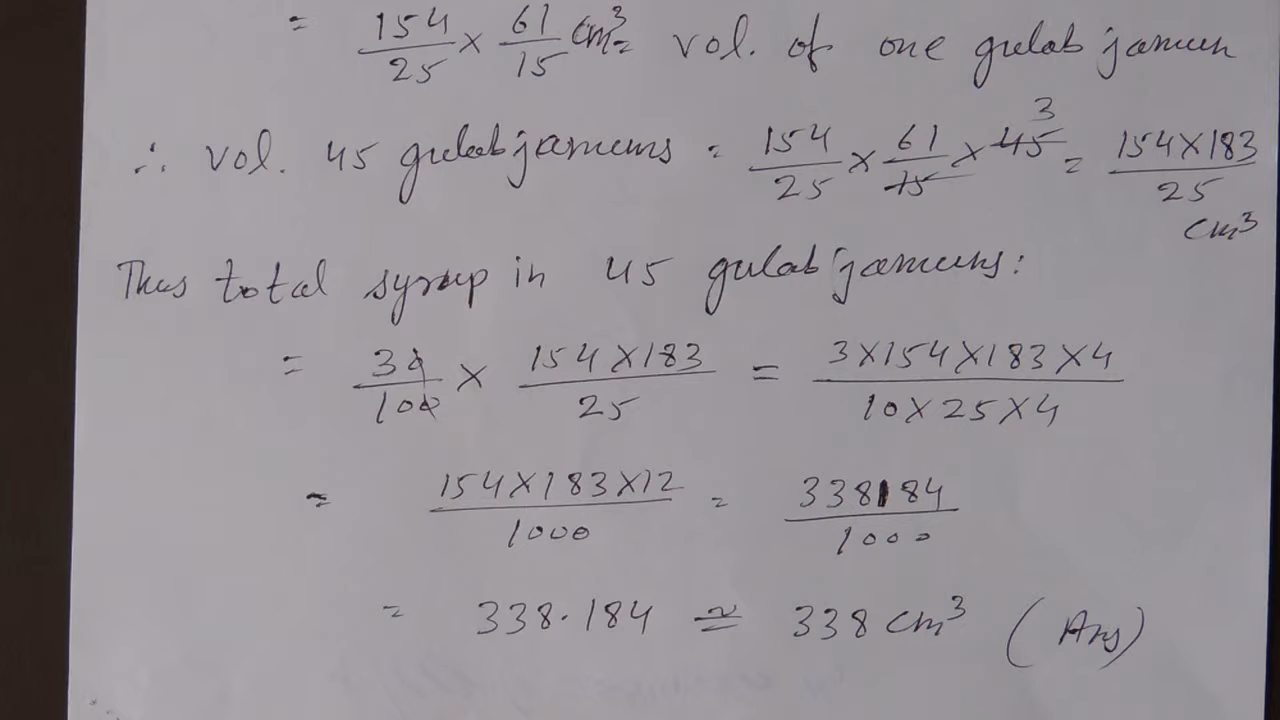 = 154/25 × 61/15 cm³ = vol. of one gulab jamun
∴ vol. 45 gulabjamuns = 154/25 × 61/15 × 45 3 = 154×183/25 cm³
Thus total syrup in 45 gulabjamuns:
= 30/100 × 154×183/25 = 3×154×183×4/10×25×4
= 154×183×12/1000 = 338184/1000
= 338.184 ≃ 338 cm³ (Ans)